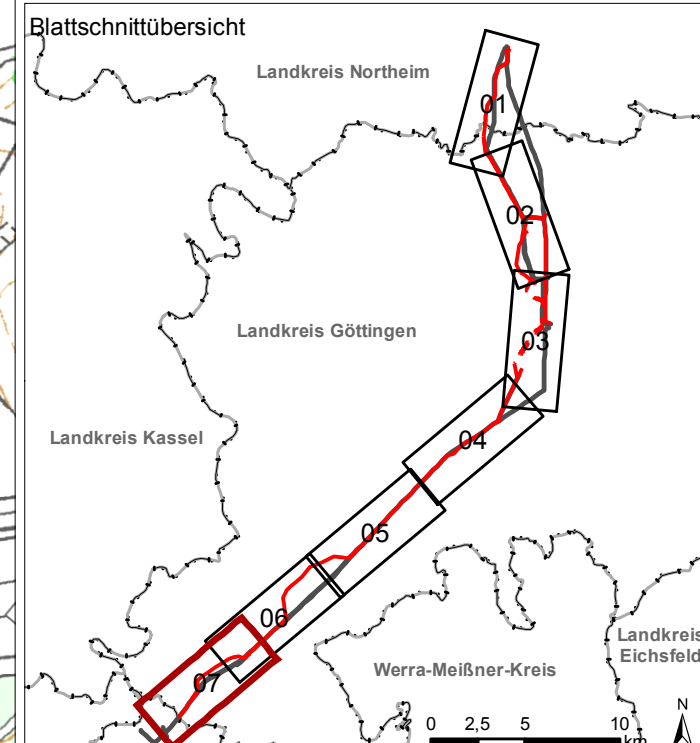 Blattschnittübersicht
Landkreis Northeim
01
02
Landkreis Göttingen
03
Landkreis Kassel
04
05
06
Landkreis
Eichsfeld
Werra-Meißner-Kreis
07
N
0 2,5 5 10
km